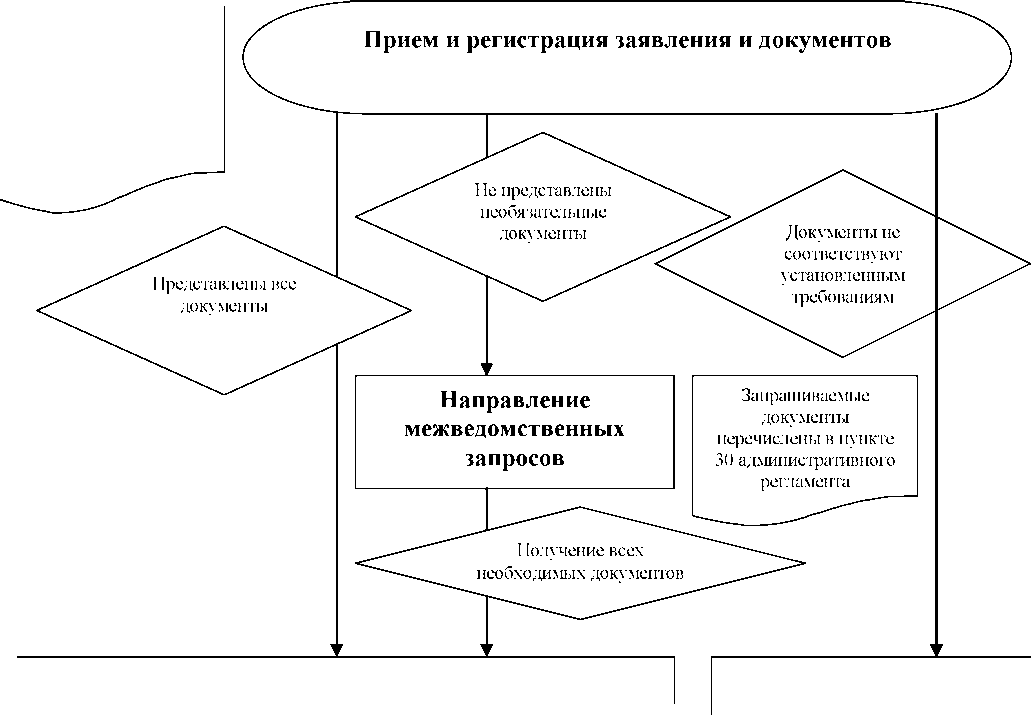 Прием и регистрация заявления и документов
Не представлены
необязательные
документы
Документы не
соответствуют
установленным
требованиям
Представлены все
документы
Направление
межведомственных
запросов
Запрашиваемые
документы
перечислены в пункте
30 административного
регламента
Получение всех
необходимых документов